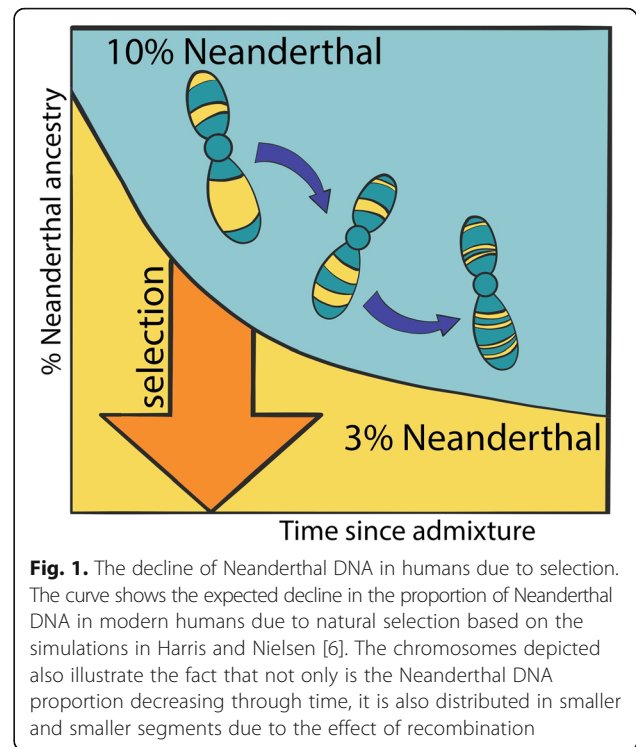 10% Neanderthal
% Neanderthal ancestry
selection
3% Neanderthal
Time since admixture
Fig. 1. The decline of Neanderthal DNA in humans due to selection.
The curve shows the expected decline in the proportion of Neanderthal
DNA in modern humans due to natural selection based on the
simulations in Harris and Nielsen [6]. The chromosomes depicted
also illustrate the fact that not only is the Neanderthal DNA
proportion decreasing through time, it is also distributed in smaller
and smaller segments due to the effect of recombination